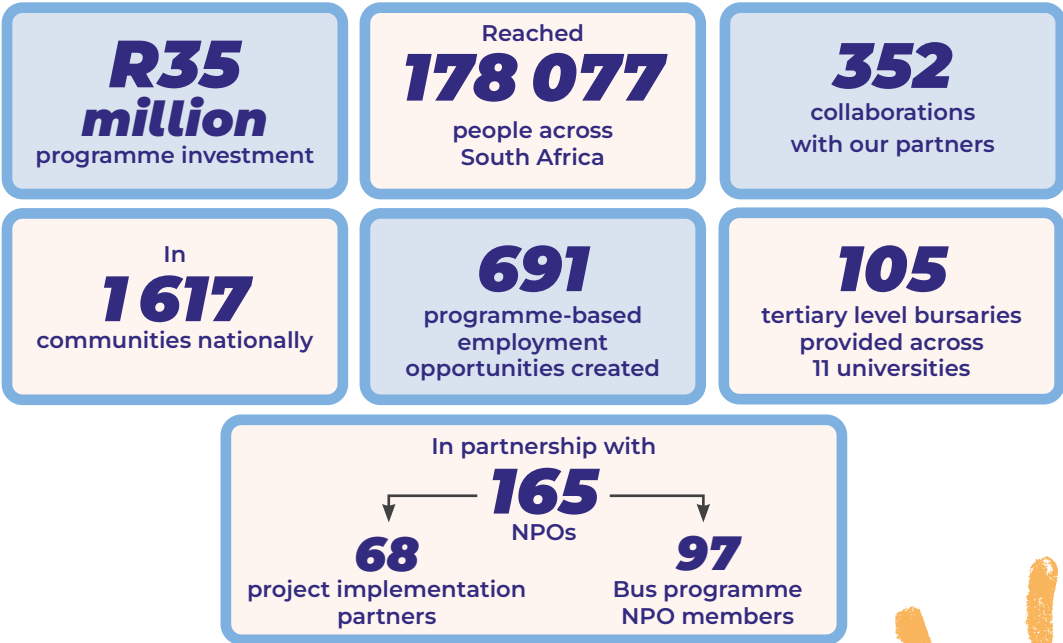 R35
million
programme investment
Reached
178 077
people across
South Africa
352
collaborations
with our partners
In
1 617
communities nationally
691
programme-based
employment
opportunities created
105
tertiary level bursaries
provided across
11 universities
In partnership with
165
NPOs
68
project implementation
partners
97
Bus programme
NPO members